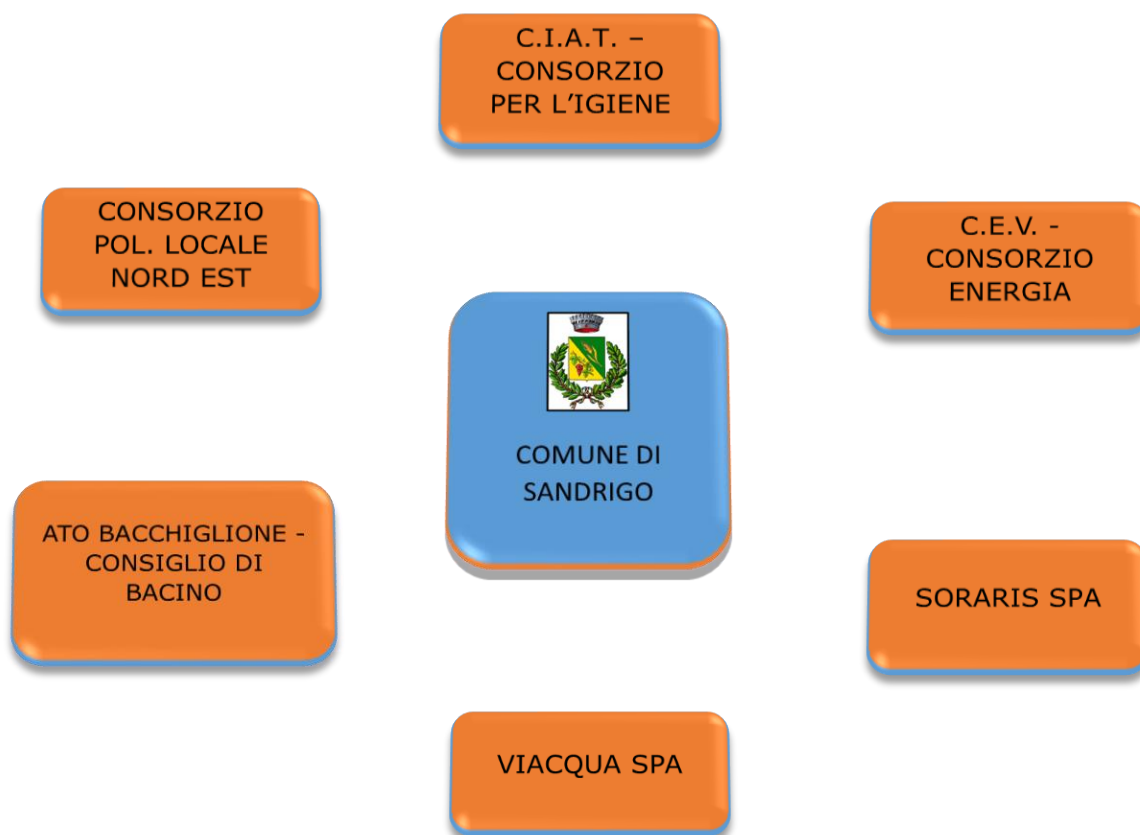 C.I.A.T. –
CONSORZIO
PER L'IGIENE
CONSORZIO
POL. LOCALE
NORD EST
C.E.V. -
CONSORZIO
ENERGIA
COMUNE DI
SANDRIGO
ATO BACCHIGLIONE -
CONSIGLIO DI
BACINO
SORARIS SPA
VIACQUA SPA